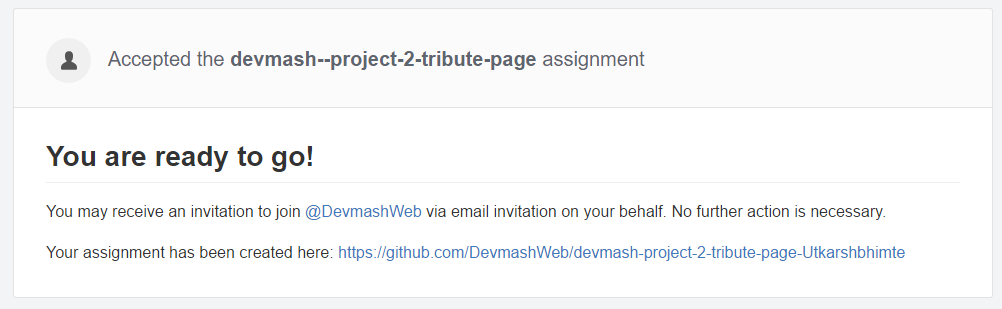 Accepted the devmash--project-2-tribute-page assignment
You are ready to go!
You may receive an invitation to join @DevmashWeb via email invitation on your behalf. No further action is necessary.
Your assignment has been created here: https://github.com/DevmashWeb/devmash-project-2-tribute-page-Utkarshbhimte